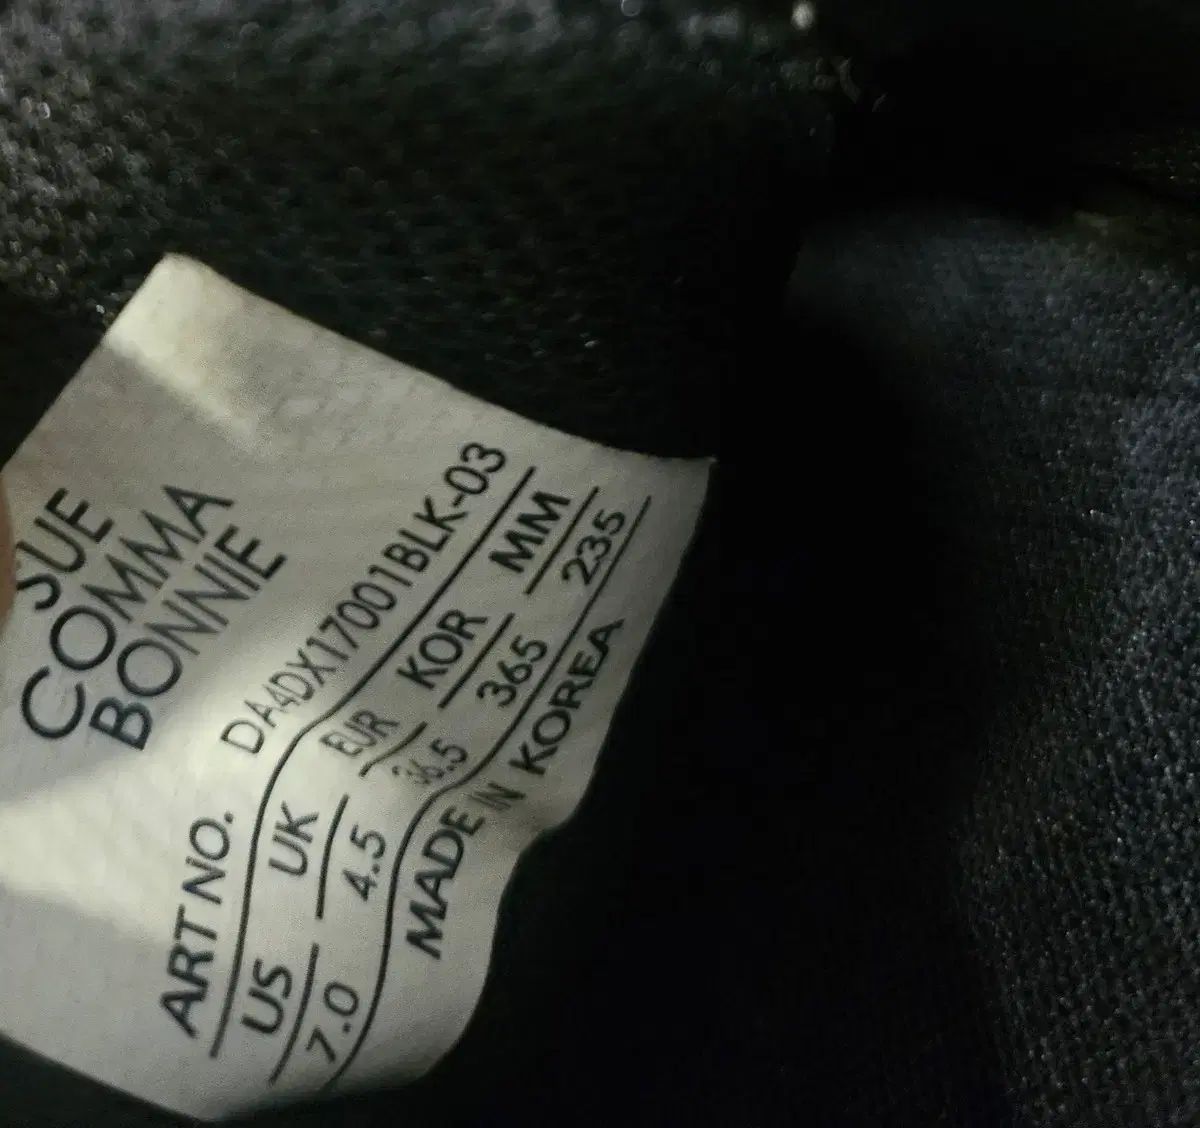 SUE
COMMA
BONNIE
ART NO. DA4DX17001BLK-03
US UK EUR KOR MM
7.0 4.5 36.5 365 235
MADE IN KOREA